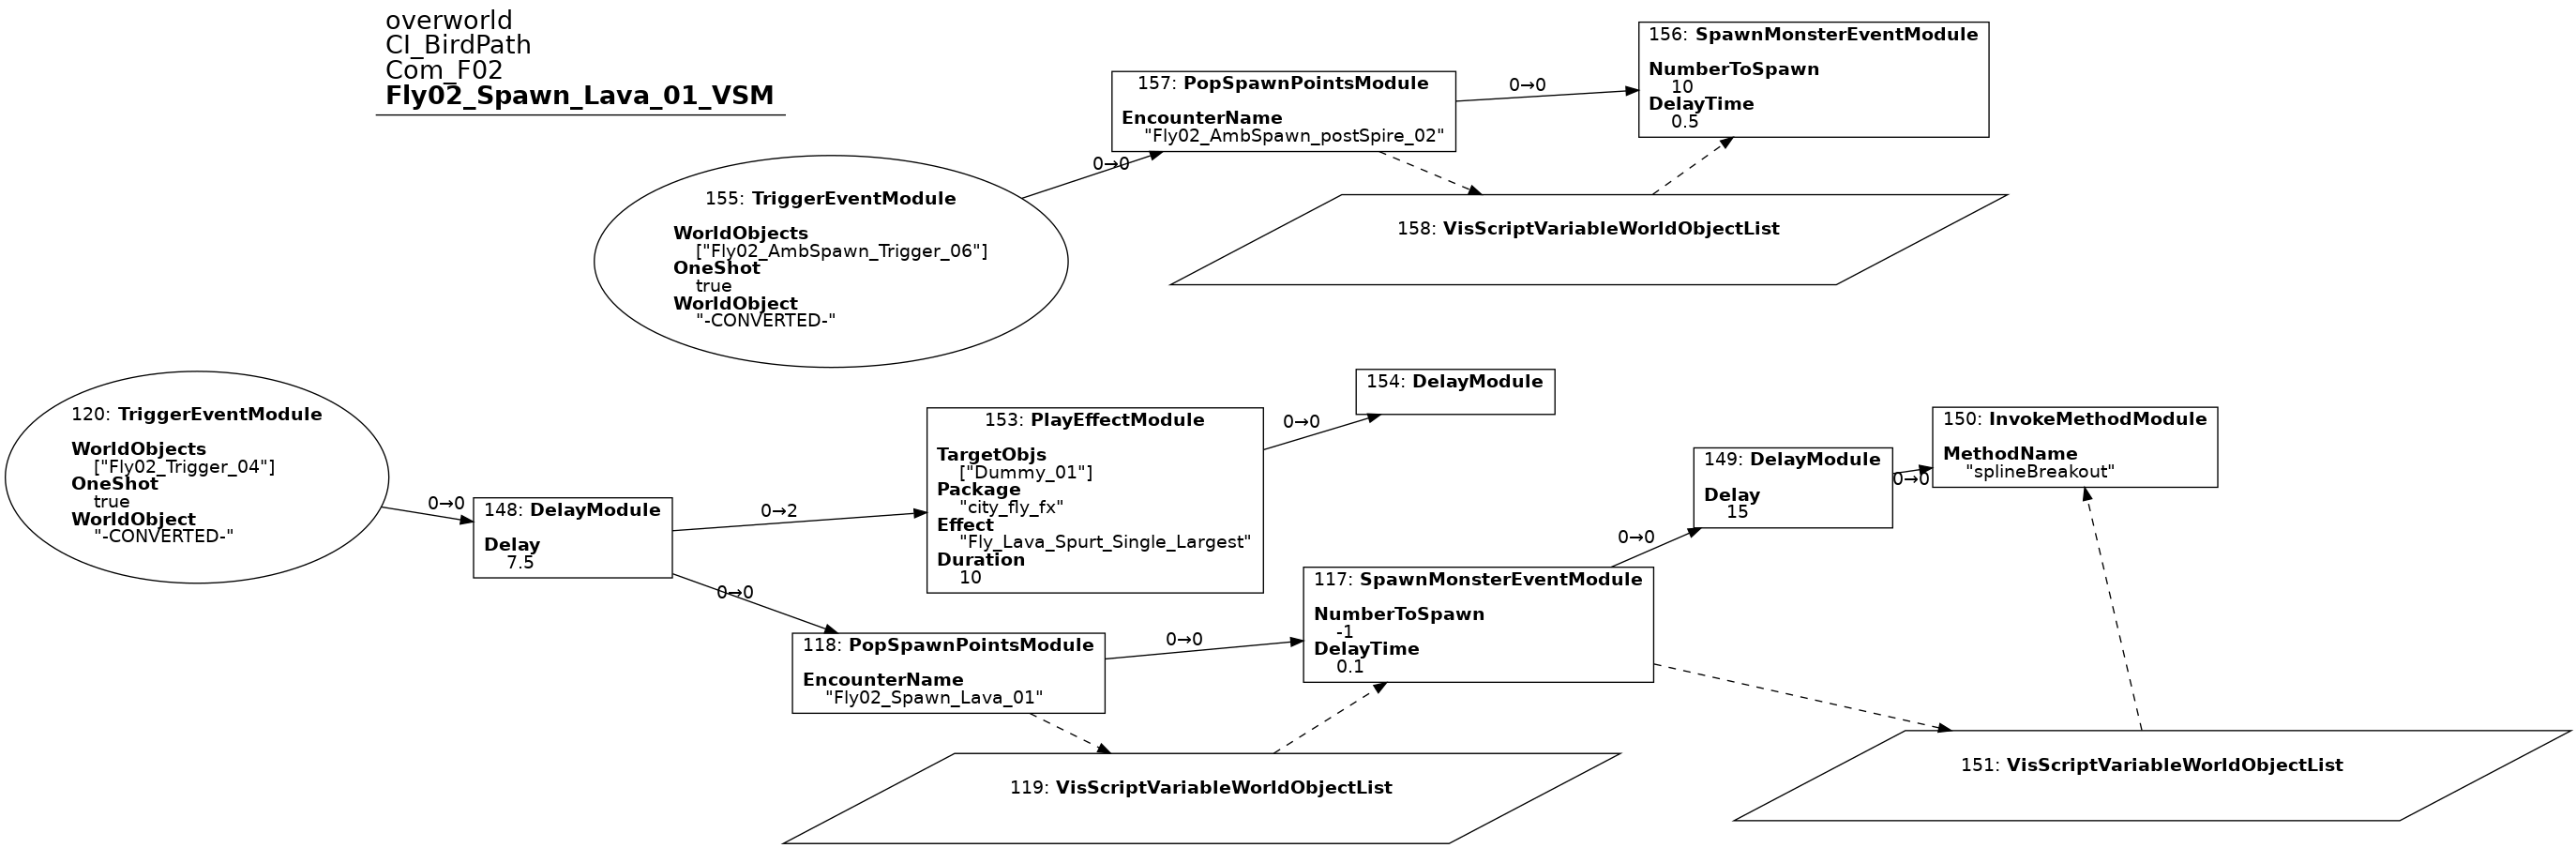 overworld
CI_BirdPath
Com_F02
Fly02_Spawn_Lava_01_VSM
156: SpawnMonsterEventModule
NumberToSpawn
10
DelayTime
0.5
157: PopSpawnPointsModule
EncounterName
"Fly02_AmbSpawn_postSpire_02"
0→0
0→0
155: TriggerEventModule
WorldObjects
["Fly02_AmbSpawn_Trigger_06"]
OneShot
true
WorldObject
"-CONVERTED-"
158: VisScriptVariableWorldObjectList
120: TriggerEventModule
WorldObjects
["Fly02_Trigger_04"]
OneShot
true
WorldObject
"-CONVERTED-"
0→0
148: DelayModule
Delay
7.5
0→2
0→0
153: PlayEffectModule
TargetObjs
["Dummy_01"]
Package
"city_fly_fx"
Effect
"Fly_Lava_Spurt_Single_Largest"
Duration
10
0→0
154: DelayModule
118: PopSpawnPointsModule
EncounterName
"Fly02_Spawn_Lava_01"
0→0
117: SpawnMonsterEventModule
NumberToSpawn
-1
DelayTime
0.1
0→0
149: DelayModule
Delay
15
0→0
150: InvokeMethodModule
MethodName
"splineBreakout"
119: VisScriptVariableWorldObjectList
151: VisScriptVariableWorldObjectList